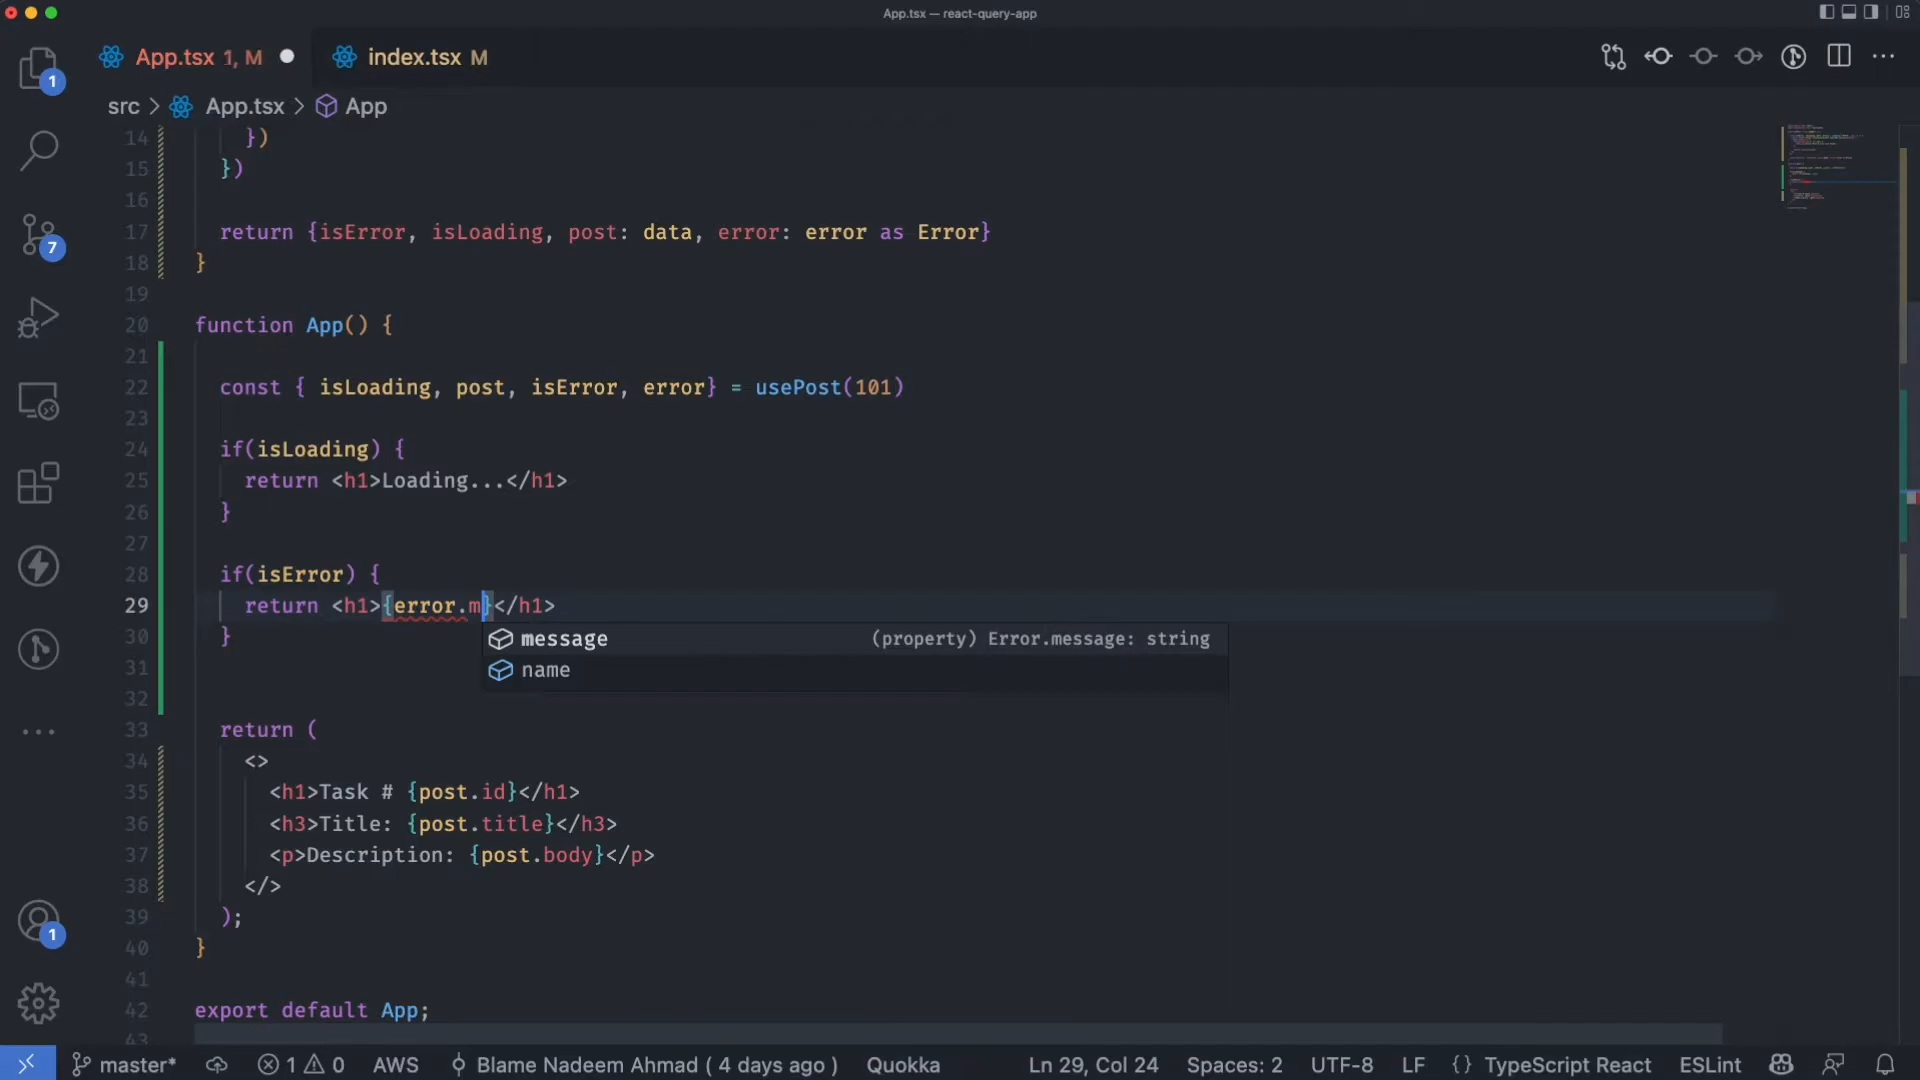 App.tsx — react-query-app
App.tsx 1, M
index.tsx M
src > App.tsx > App
14 })
15 })
16
17 return {isError, isLoading, post: data, error: error as Error}
18 }
19
20 function App() {
21
22 const { isLoading, post, isError, error} = usePost(101)
23
24 if(isLoading) {
25 return <h1>Loading...</h1>
26 }
27
28 if(isError) {
29 return <h1>{error.m}</h1>
message (property) Error.message: string
30 }
name
31
32
33 return (
34 <>
35 <h1>Task # {post.id}</h1>
36 <h3>Title: {post.title}</h3>
37 <p>Description: {post.body}</p>
38 </>
39 );
40 }
41
42 export default App;
43
1
7
1
master* 1 0 AWS Blame Nadeem Ahmad ( 4 days ago ) Quokka Ln 29, Col 24 Spaces: 2 UTF-8 LF {} TypeScript React ESLint